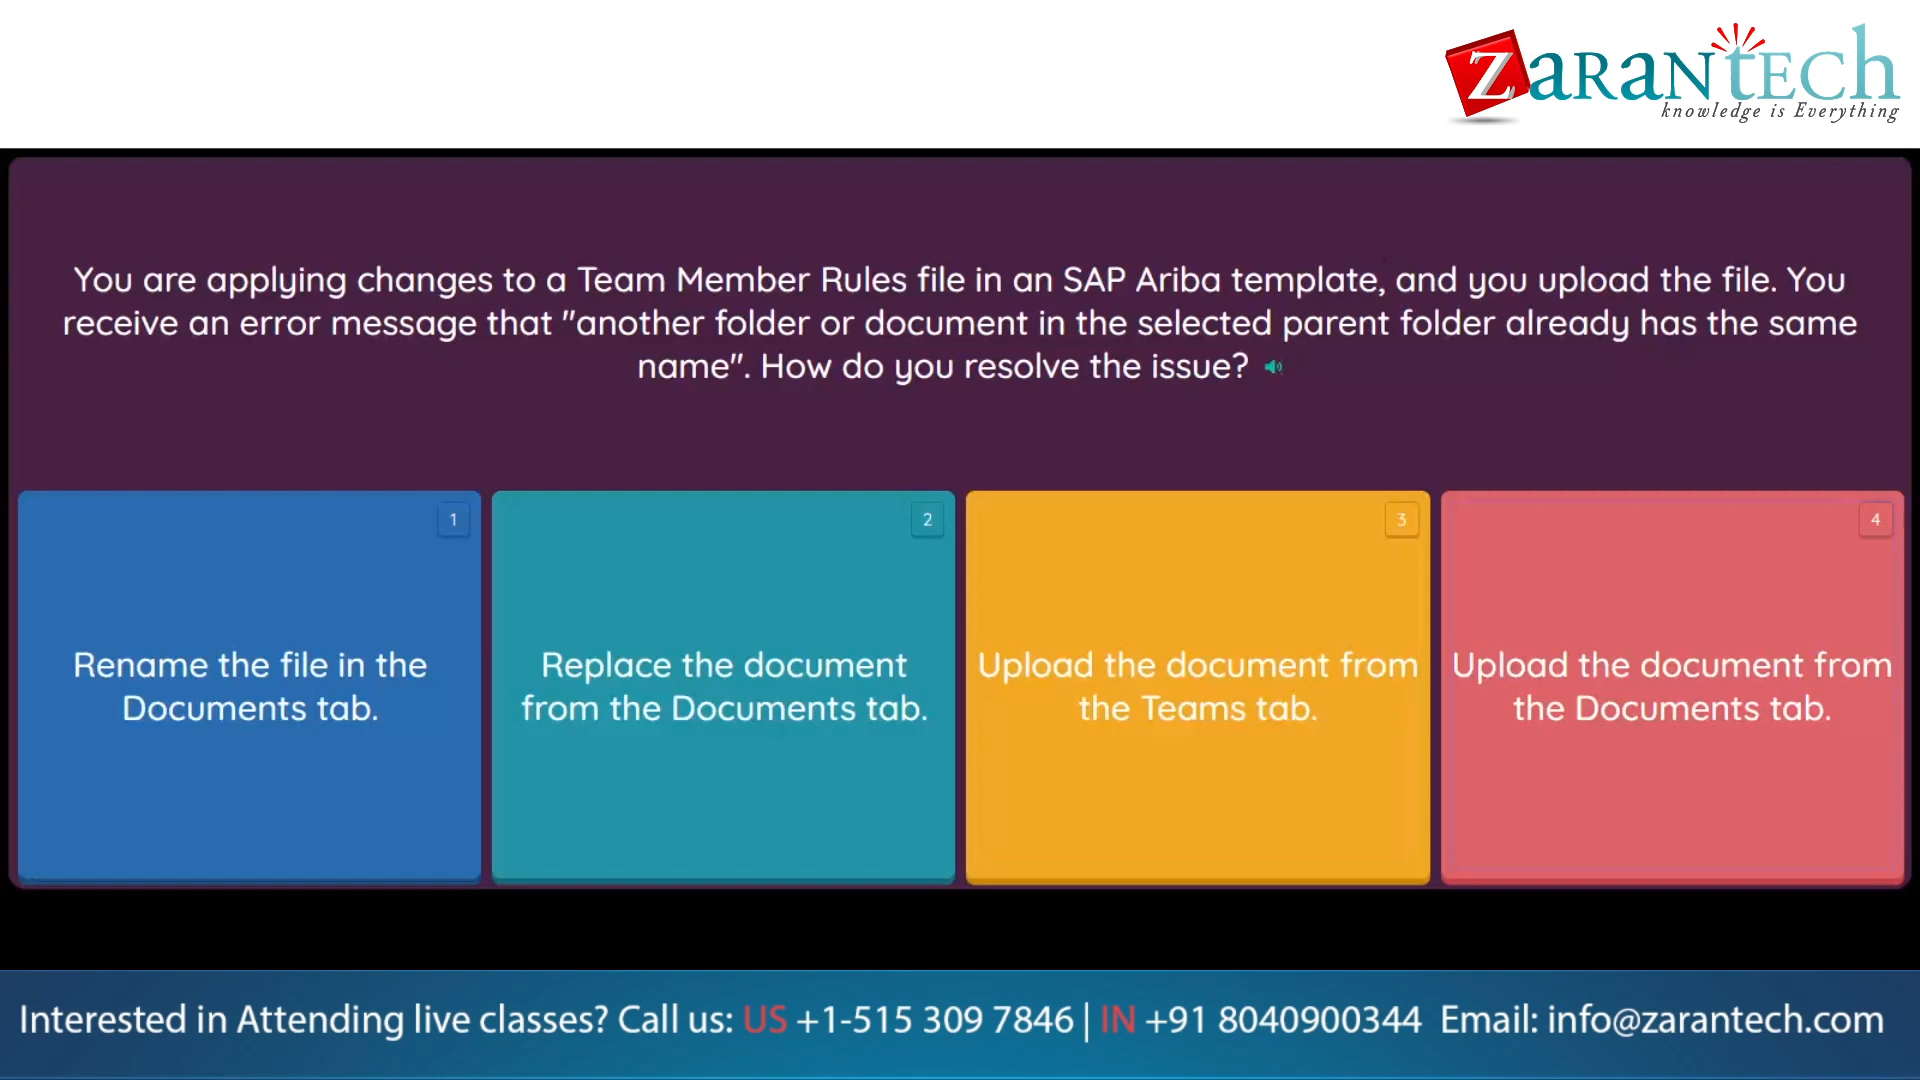 ZaranTech
knowledge is Everything
You are applying changes to a Team Member Rules file in an SAP Ariba template, and you upload the file. You
receive an error message that "another folder or document in the selected parent folder already has the same
name". How do you resolve the issue?
1
Rename the file in the
Documents tab.
2
Replace the document
from the Documents tab.
3
Upload the document from
the Teams tab.
4
Upload the document from
the Documents tab.
Interested in Attending live classes? Call us: US +1-515 309 7846 | IN +91 8040900344 Email: info@zarantech.com